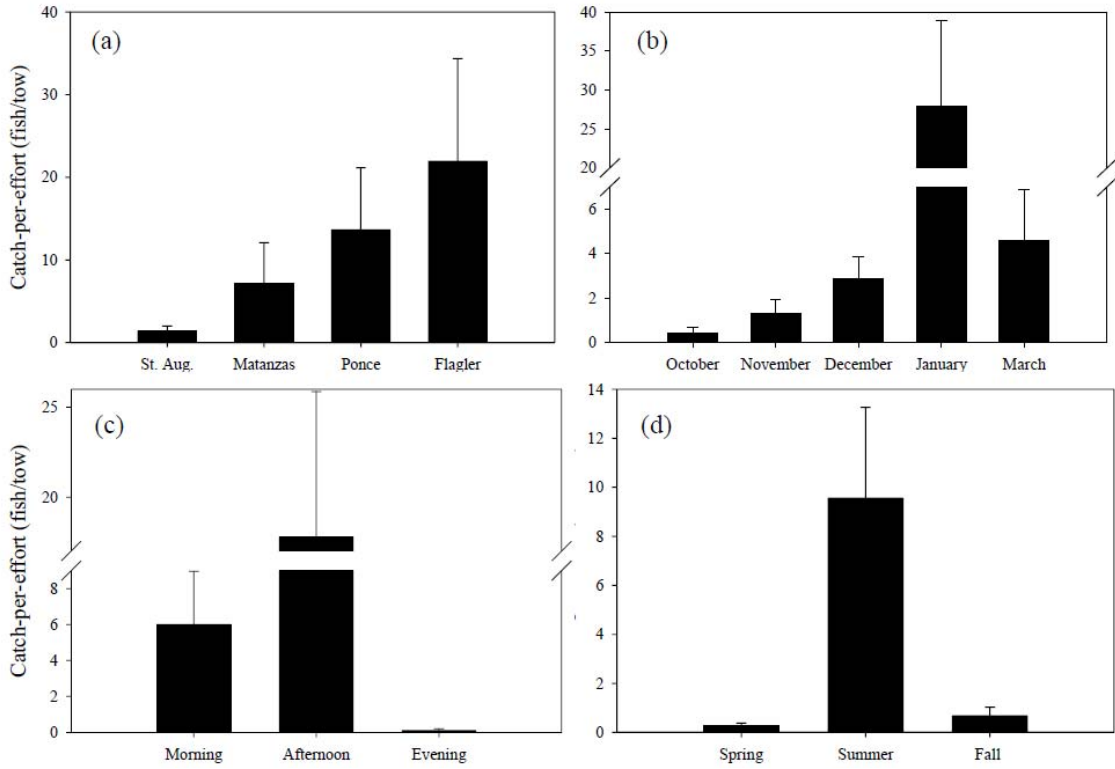 Catch-per-effort (fish/tow)
40
30
20
10
0
(a)
St. Aug. Matanzas Ponce Flagler
40
35
30
25
20
6
4
2
0
(b)
October November December January March
Catch-per-effort (fish/tow)
25
20
8
6
4
2
0
(c)
Morning Afternoon Evening
14
12
10
8
6
4
2
0
(d)
Spring Summer Fall